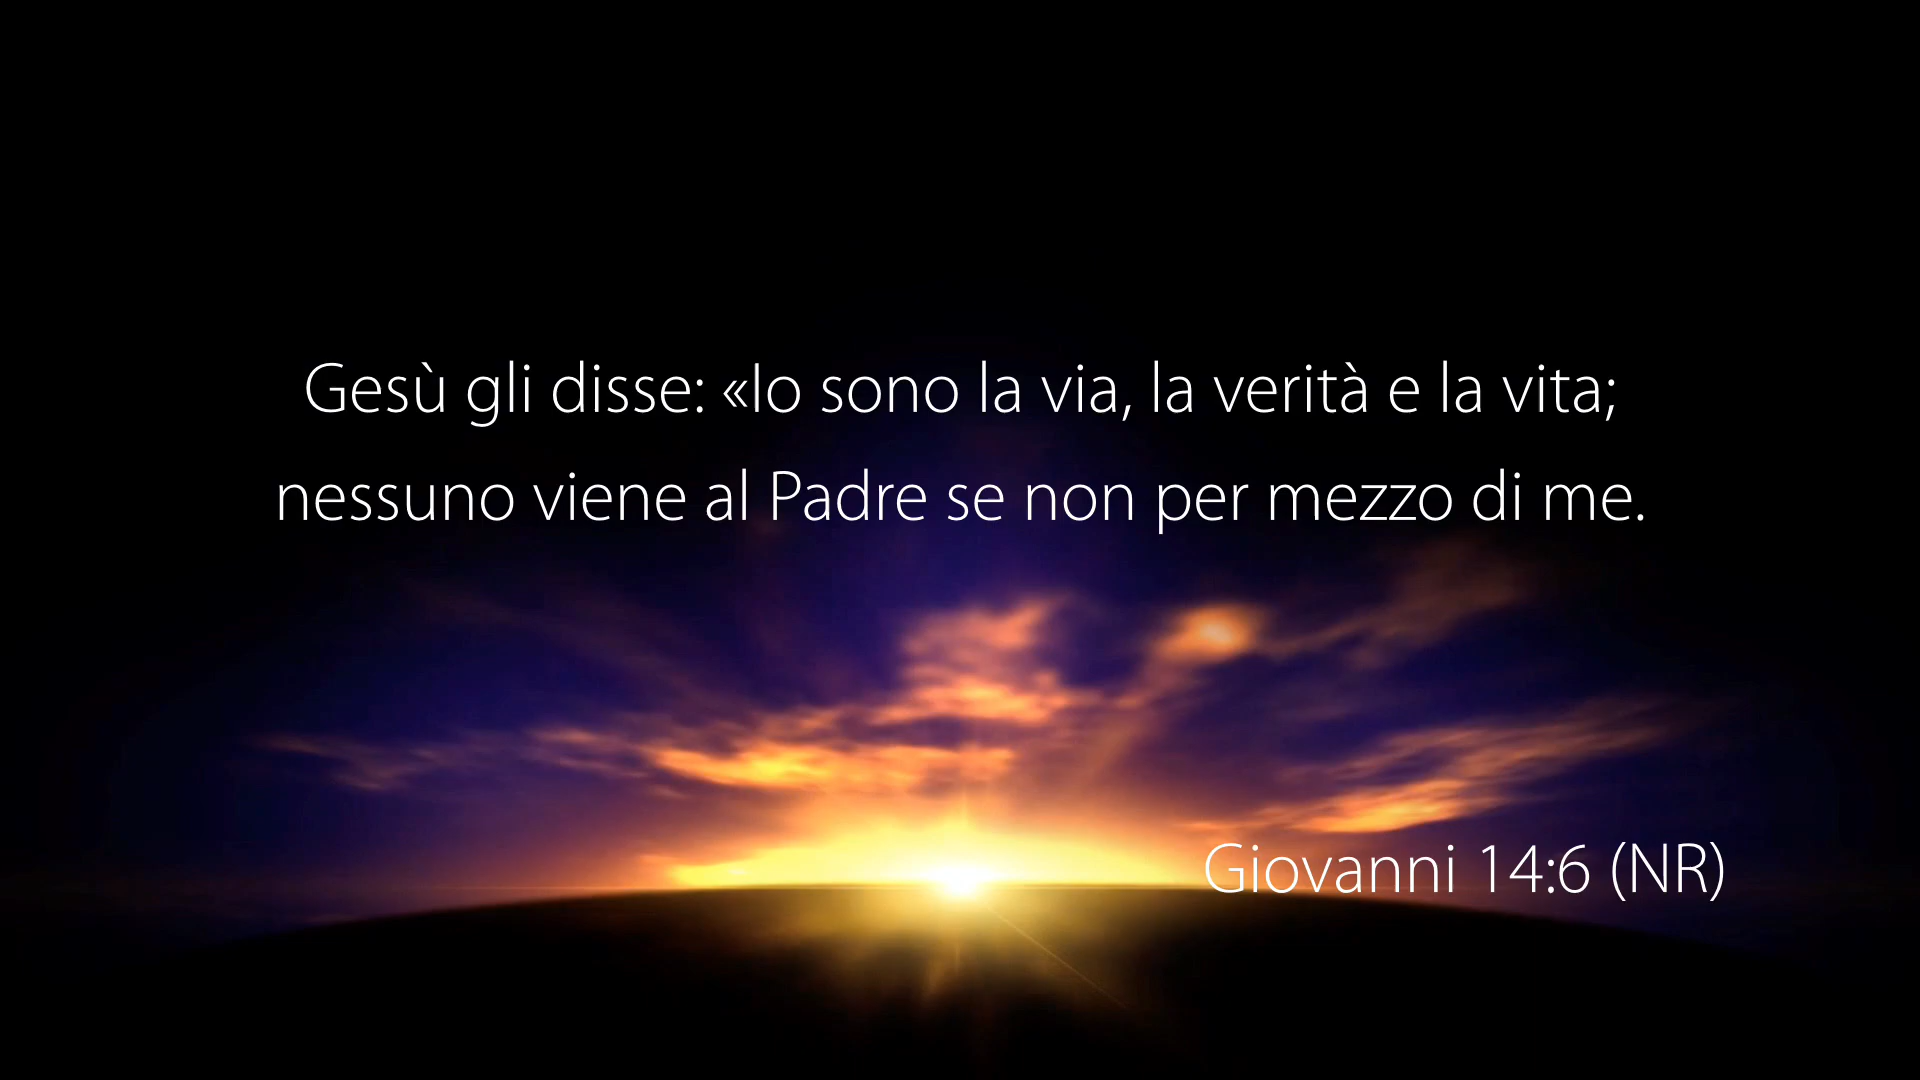 Gesù gli disse: «Io sono la via, la verità e la vita;
nessuno viene al Padre se non per mezzo di me.
Giovanni 14:6 (NR)